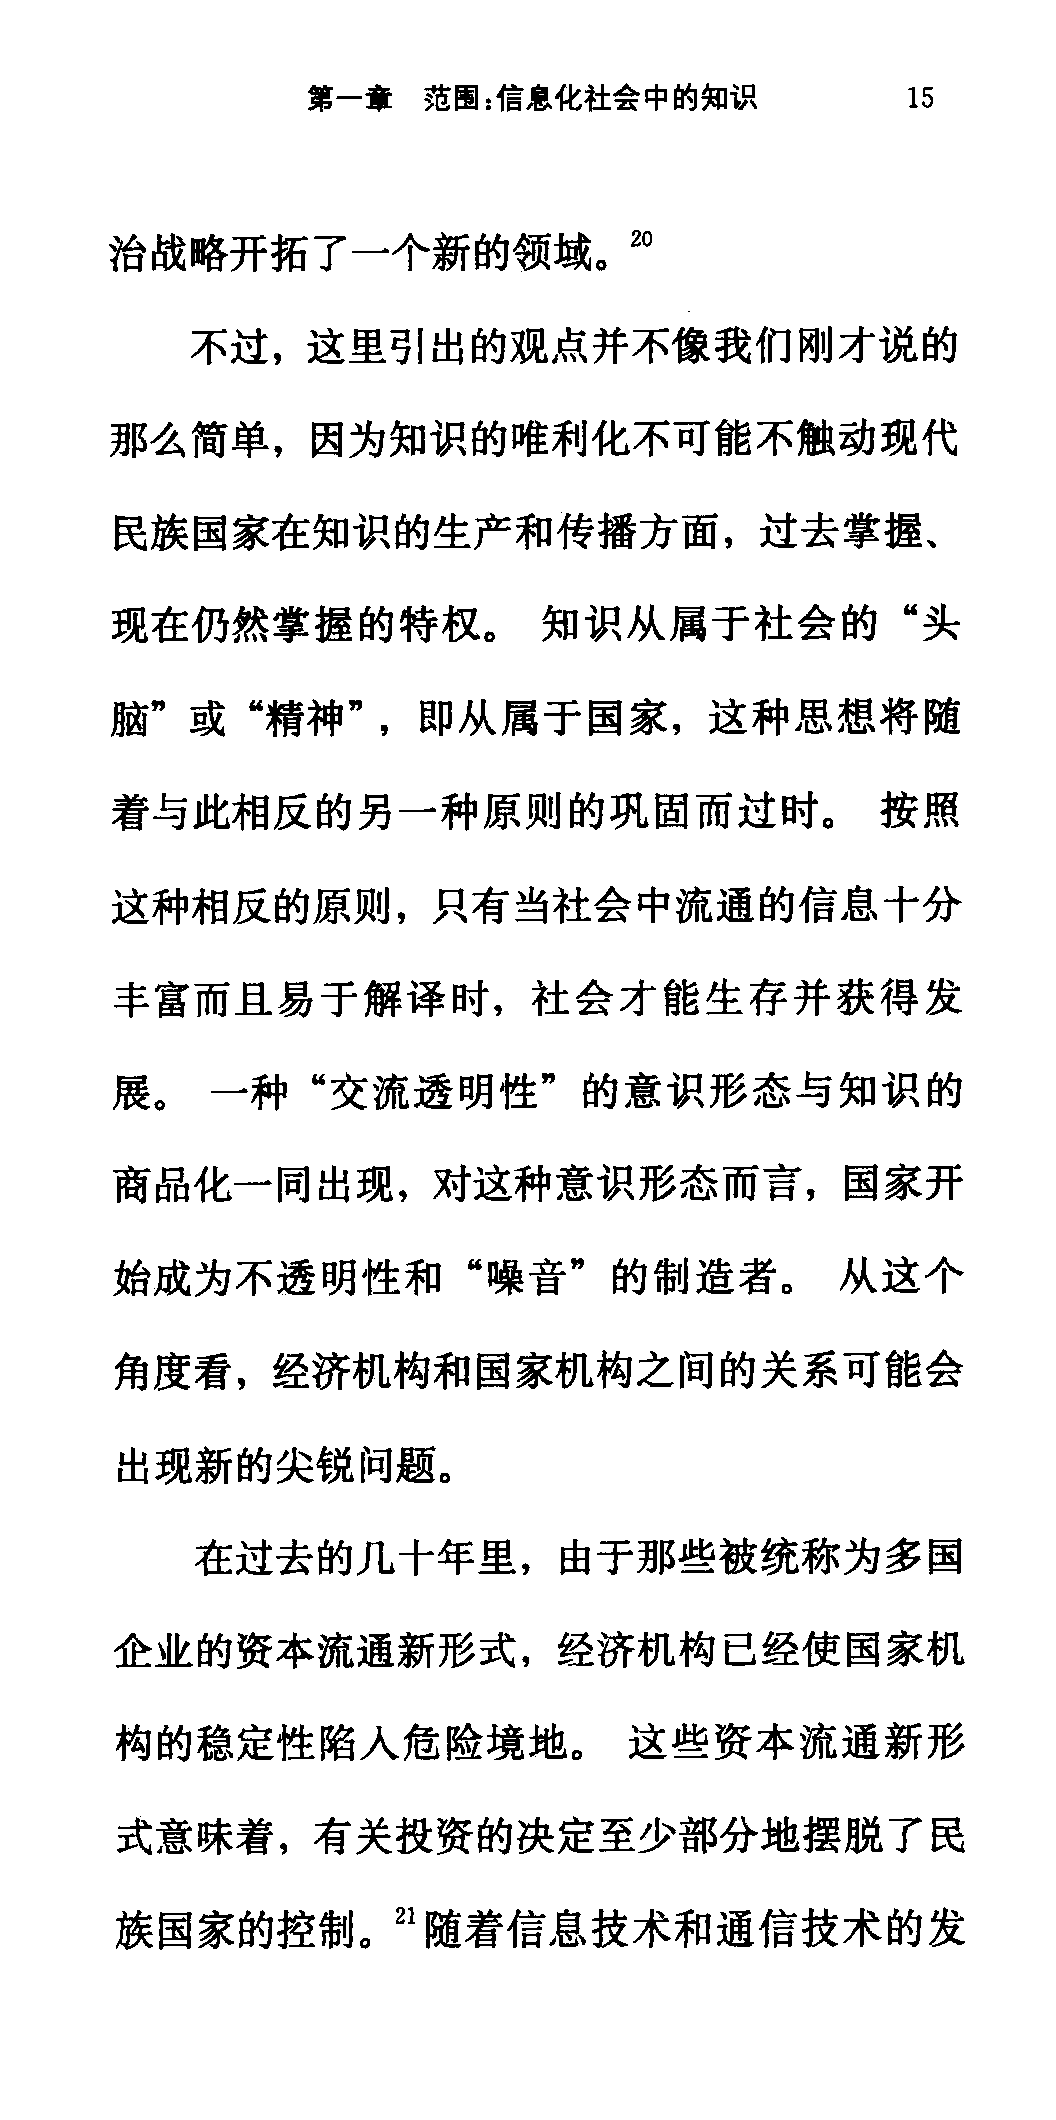 第一章 范围:信息化社会中的知识 15
治战略开拓了一个新的领域。20
不过，这里引出的观点并不像我们刚才说的
那么简单，因为知识的唯利化不可能不触动现代
民族国家在知识的生产和传播方面，过去掌握、
现在仍然掌握的特权。 知识从属于社会的“头
脑”或“精神”，即从属于国家，这种思想将随
着与此相反的另一种原则的巩固而过时。 按照
这种相反的原则，只有当社会中流通的信息十分
丰富而且易于解译时，社会才能生存并获得发
展。 一种“交流透明性”的意识形态与知识的
商品化一同出现，对这种意识形态而言，国家开
始成为不透明性和“噪音”的制造者。 从这个
角度看，经济机构和国家机构之间的关系可能会
出现新的尖锐问题。
在过去的几十年里，由于那些被统称为多国
企业的资本流通新形式，经济机构已经使国家机
构的稳定性陷入危险境地。 这些资本流通新形
式意味着，有关投资的决定至少部分地摆脱了民
族国家的控制。21随着信息技术和通信技术的发